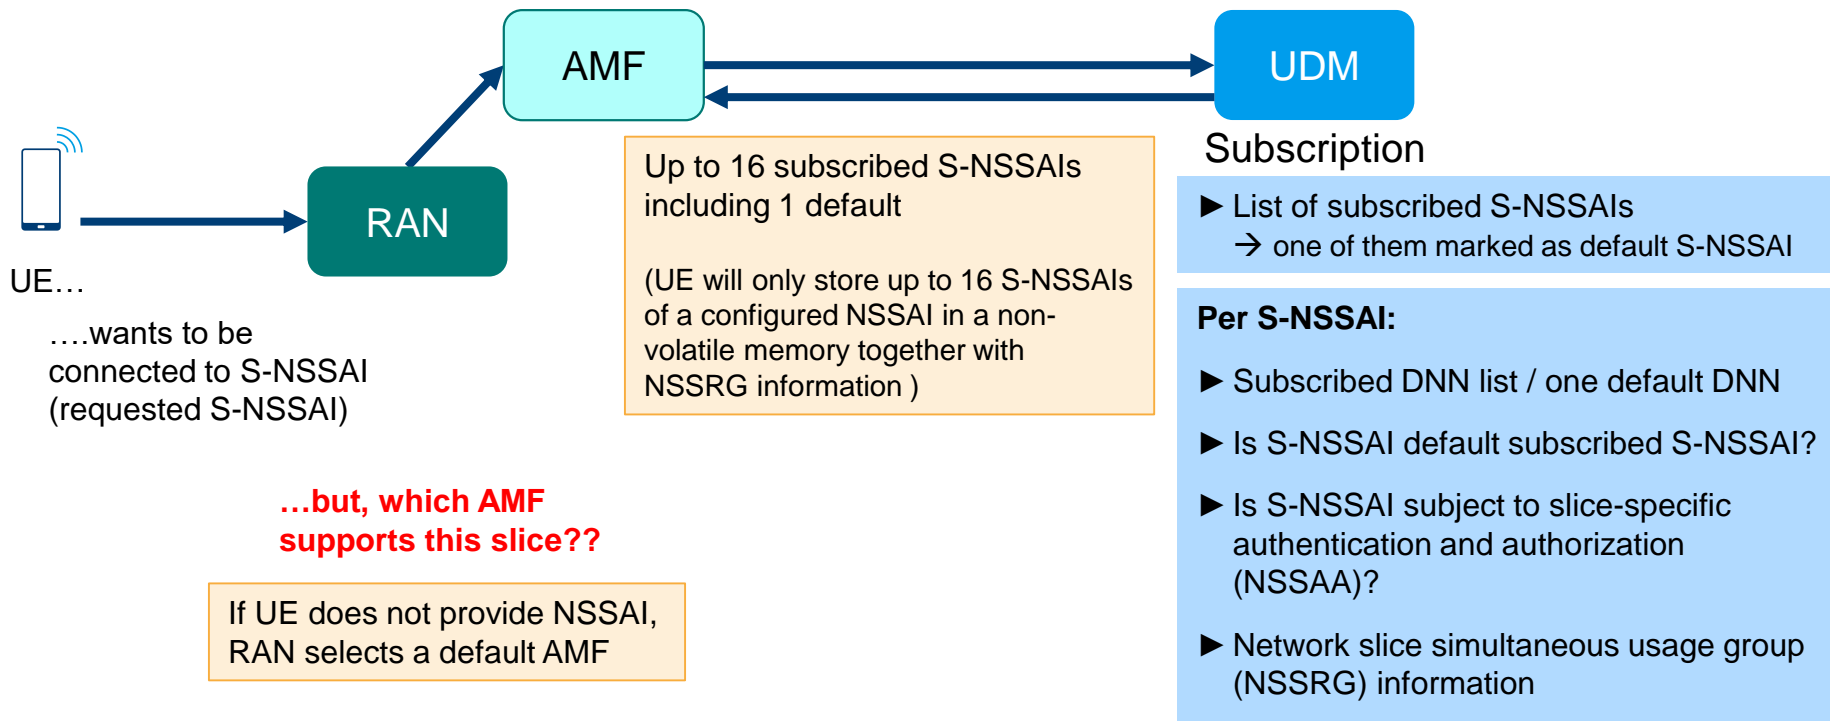 AMF
UDM
RAN
UE…
….wants to be
connected to S-NSSAI
(requested S-NSSAI)
…but, which AMF
supports this slice??
If UE does not provide NSSAI,
RAN selects a default AMF
Up to 16 subscribed S-NSSAIs
including 1 default
(UE will only store up to 16 S-NSSAIs
of a configured NSSAI in a non-
volatile memory together with
NSSRG information )
Subscription
► List of subscribed S-NSSAIs
→ one of them marked as default S-NSSAI
Per S-NSSAI:
► Subscribed DNN list / one default DNN
► Is S-NSSAI default subscribed S-NSSAI?
► Is S-NSSAI subject to slice-specific
authentication and authorization
(NSSAA)?
► Network slice simultaneous usage group
(NSSRG) information